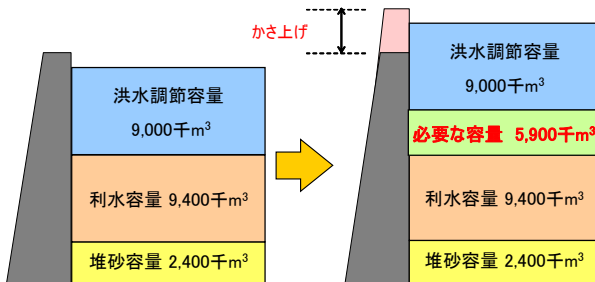 洪水調節容量
9,000千m³
利水容量 9,400千m³
堆砂容量 2,400千m³
かさ上げ
洪水調節容量
9,000千m³
必要な容量 5,900千m³
利水容量 9,400千m³
堆砂容量 2,400千m³